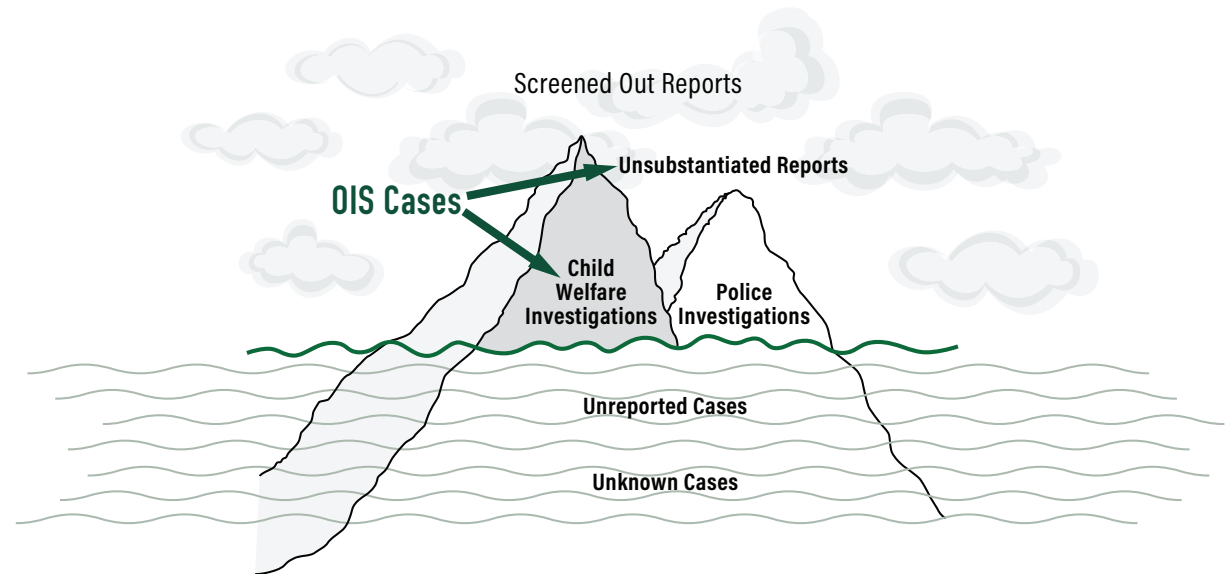 Screened Out Reports
Unsubstantiated Reports
OIS Cases
Child
Welfare
Investigations
Police
Investigations
Unreported Cases
Unknown Cases